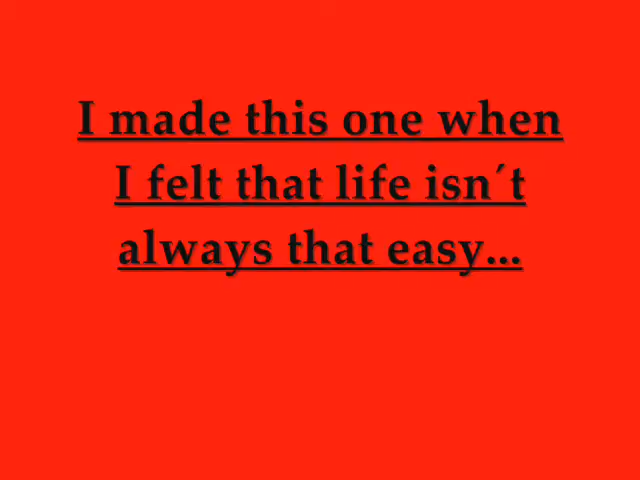 I made this one when
I felt that life isn´t
always that easy...